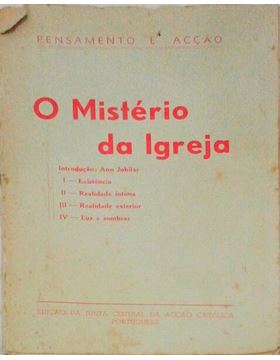 PENSAMENTO E ACÇÃO
O Mistério
da Igreja
Introdução: Ano Jubilar
I — Existência
II — Realidade íntima
III — Realidade exterior
IV — Luz e sombras
EDIÇÃO DA JUNTA CENTRAL DA ACÇÃO CATÓLICA
PORTUGUESA